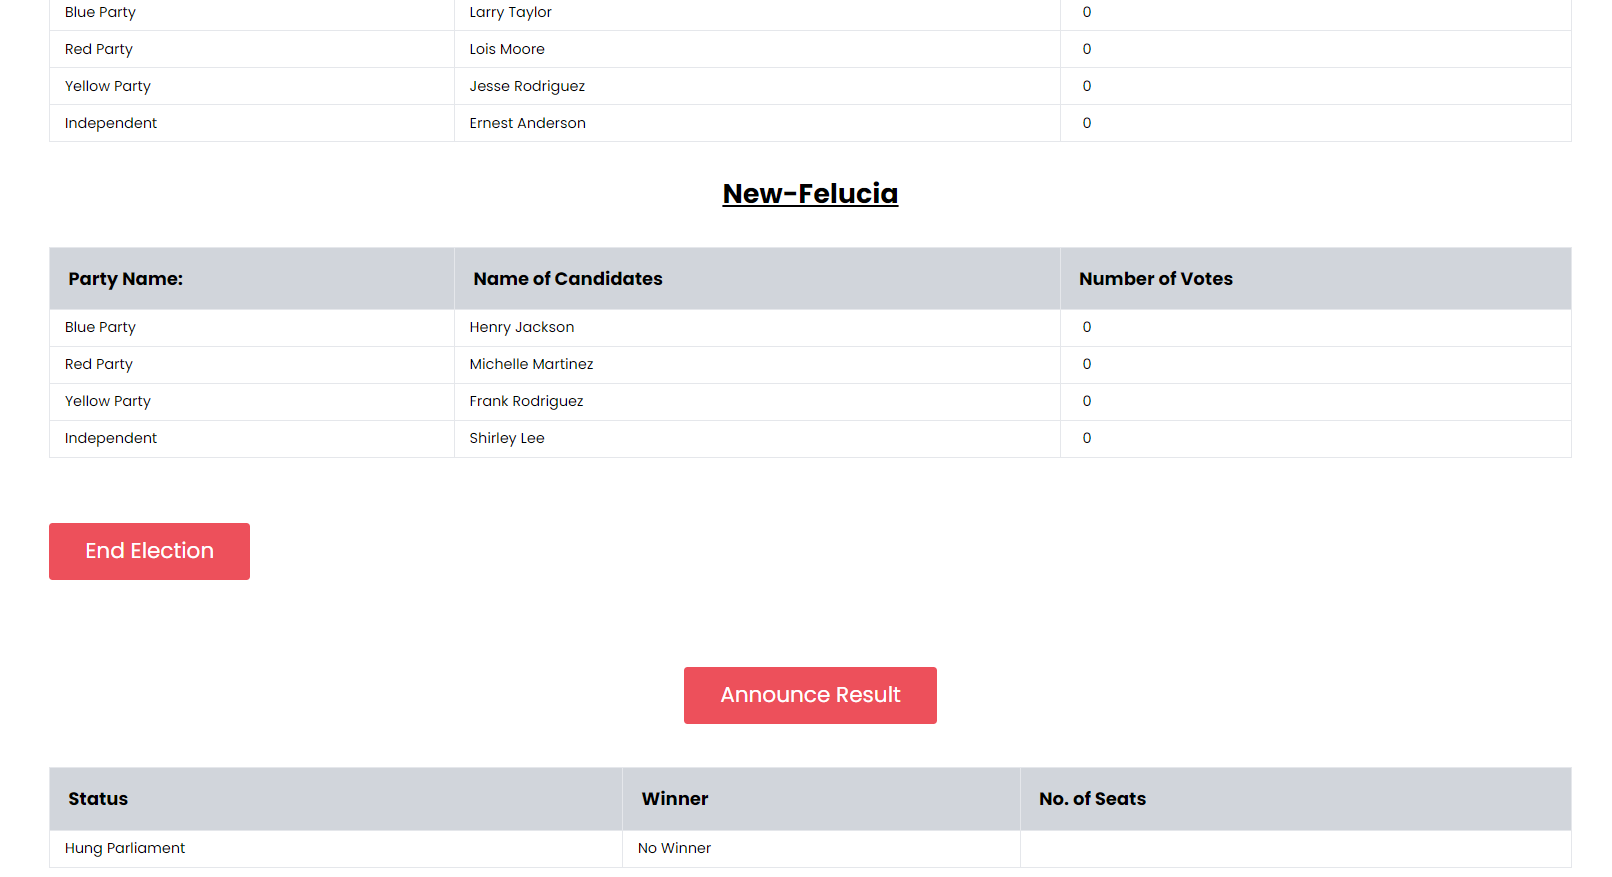 Blue Party Larry Taylor 0
Red Party Lois Moore 0
Yellow Party Jesse Rodriguez 0
Independent Ernest Anderson 0
New-Felucia
Party Name: Name of Candidates Number of Votes
Blue Party Henry Jackson 0
Red Party Michelle Martinez 0
Yellow Party Frank Rodriguez 0
Independent Shirley Lee 0
End Election
Announce Result
Status Winner No. of Seats
Hung Parliament No Winner